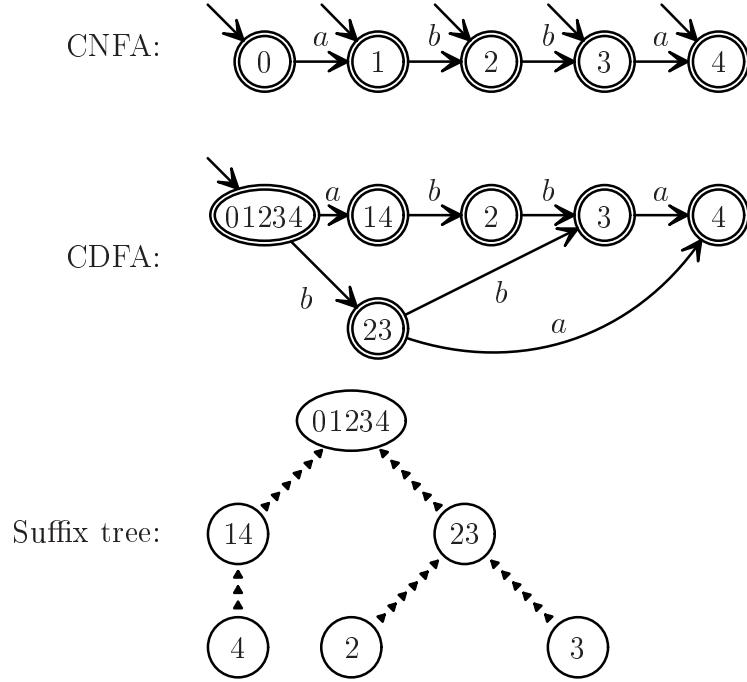 CNFA: 0 a 1 b 2 b 3 a 4
CDFA: 01234 a 14 b 2 b 3 a 4
b 23 b a
01234
Suffix tree: 14 23
4 2 3